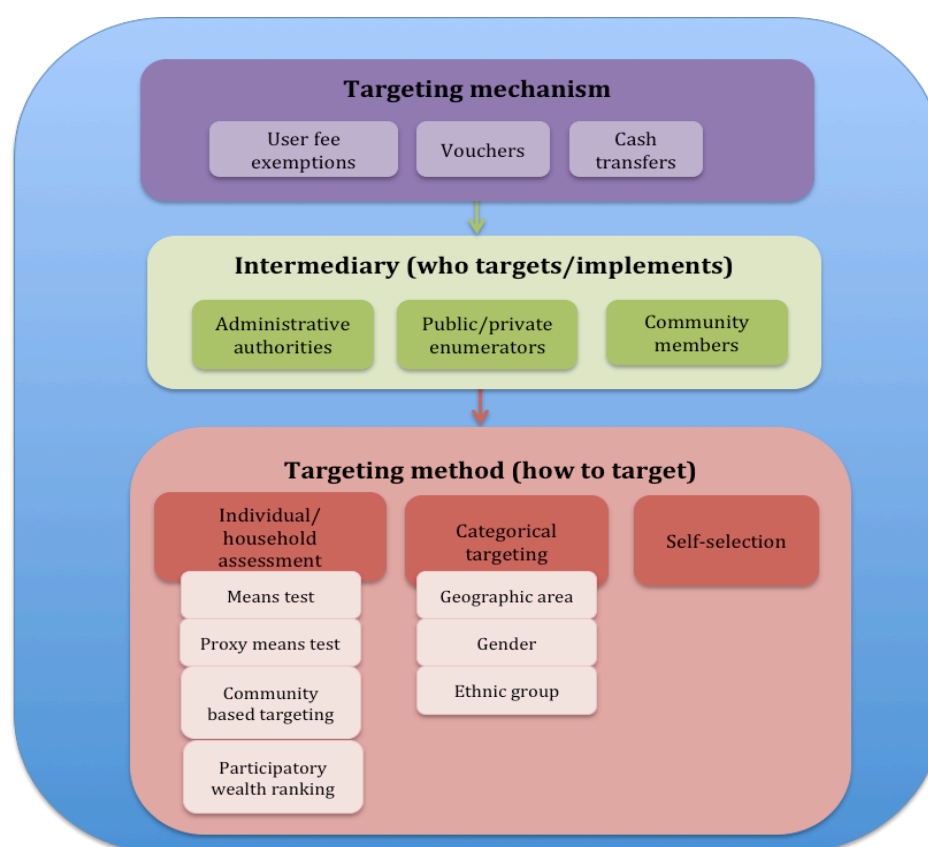 Targeting mechanism
User fee
exemptions
Vouchers
Cash
transfers
Intermediary (who targets/implements)
Administrative
authorities
Public/private
enumerators
Community
members
Targeting method (how to target)
Individual/
household
assessment
Means test
Proxy means test
Community
based targeting
Participatory
wealth ranking
Categorical
targeting
Geographic area
Gender
Ethnic group
Self-selection